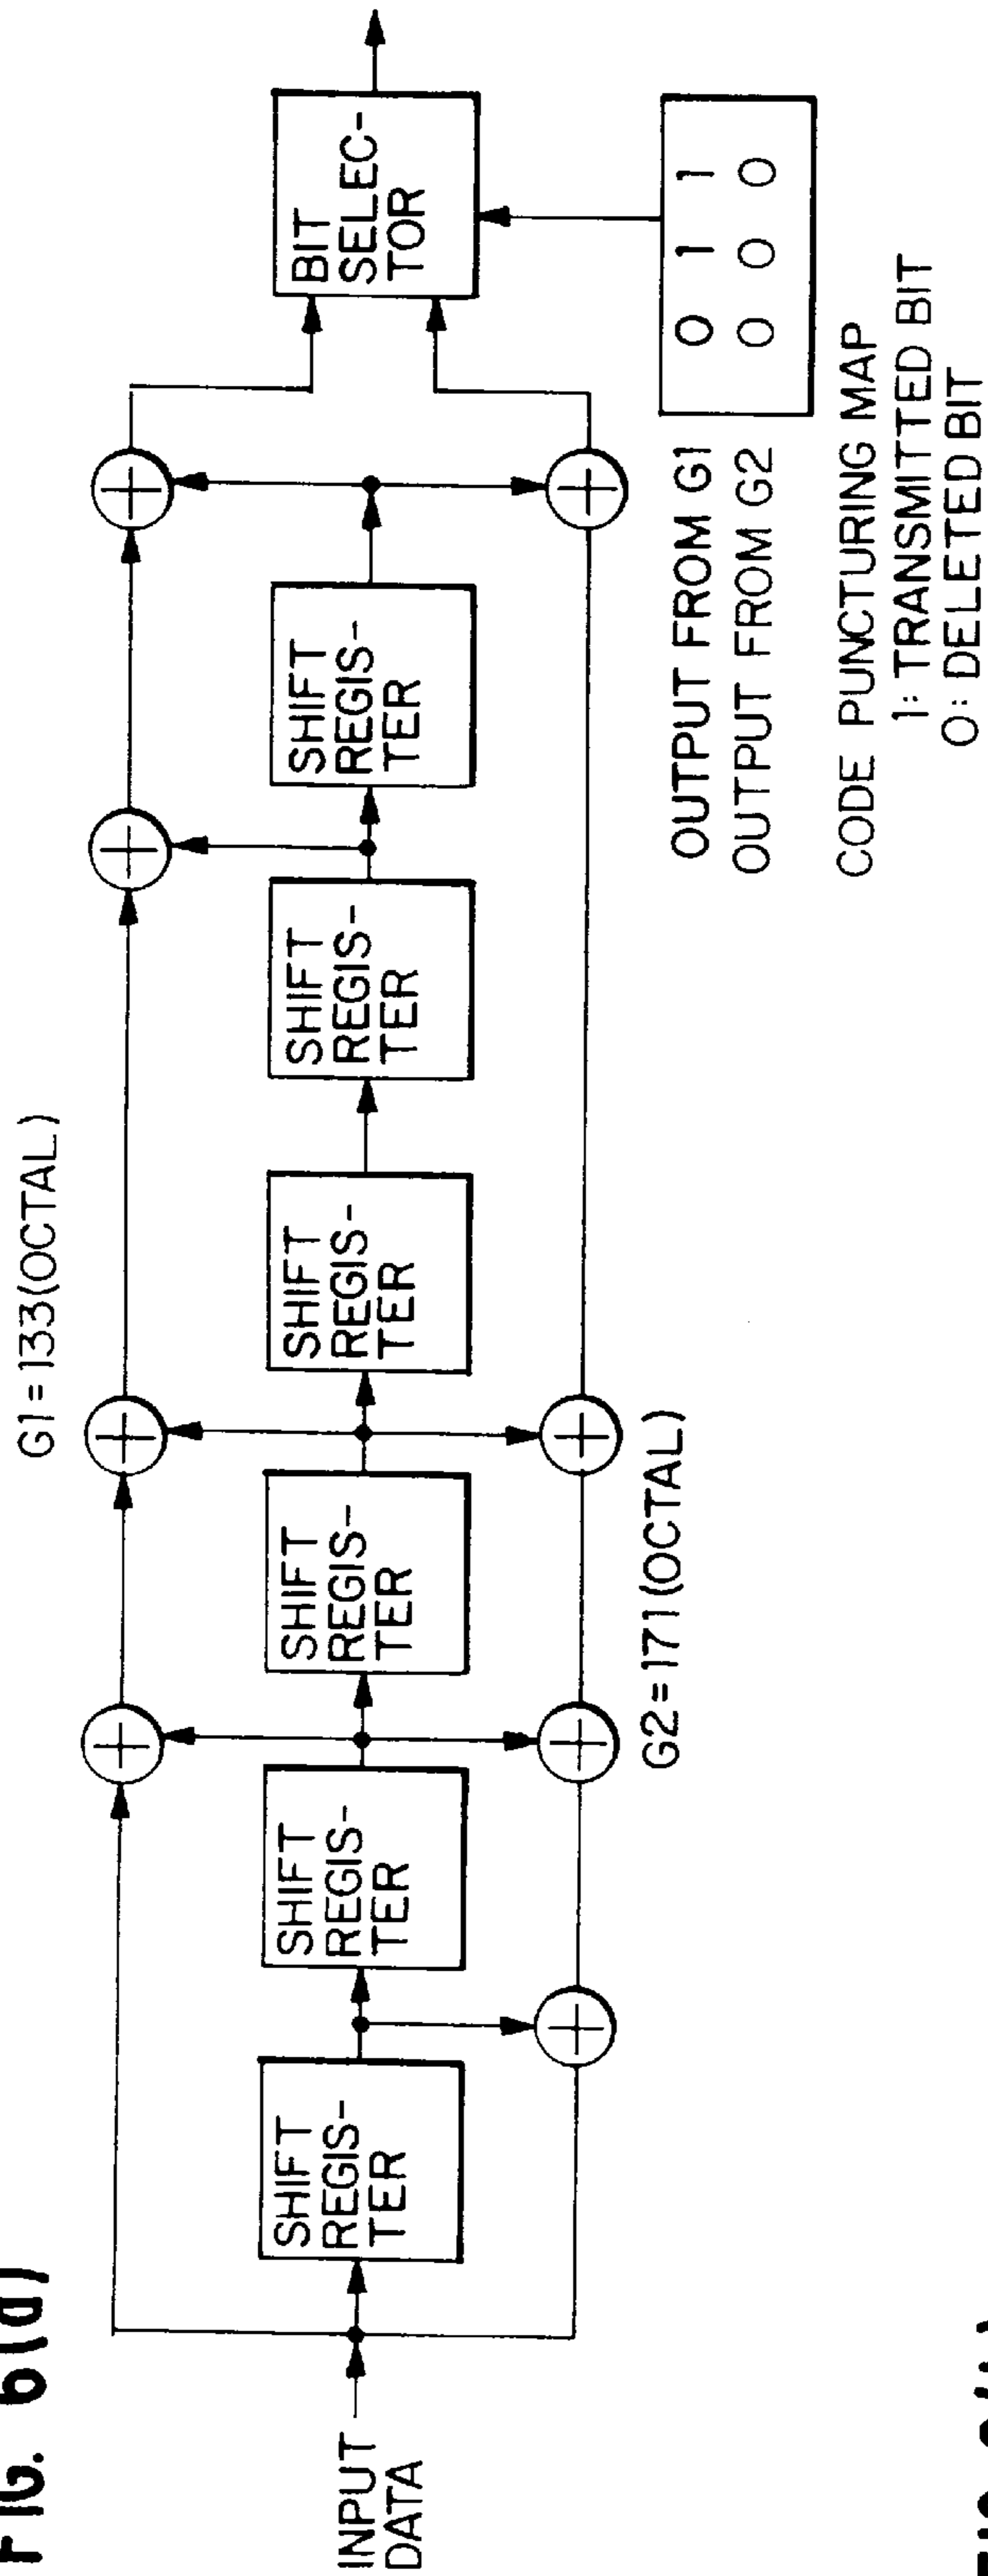 FIG. 6(a)
G1 = 133 (OCTAL)
INPUT
DATA
SHIFT
REGIS-
TER
SHIFT
REGIS-
TER
SHIFT
REGIS-
TER
SHIFT
REGIS-
TER
SHIFT
REGIS-
TER
SHIFT
REGIS-
TER
BIT
SELEC-
TOR
G2 = 171 (OCTAL)
OUTPUT FROM G1 0 1 1
OUTPUT FROM G2 0 0 0
CODE PUNCTURING MAP
1: TRANSMITTED BIT
0: DELETED BIT